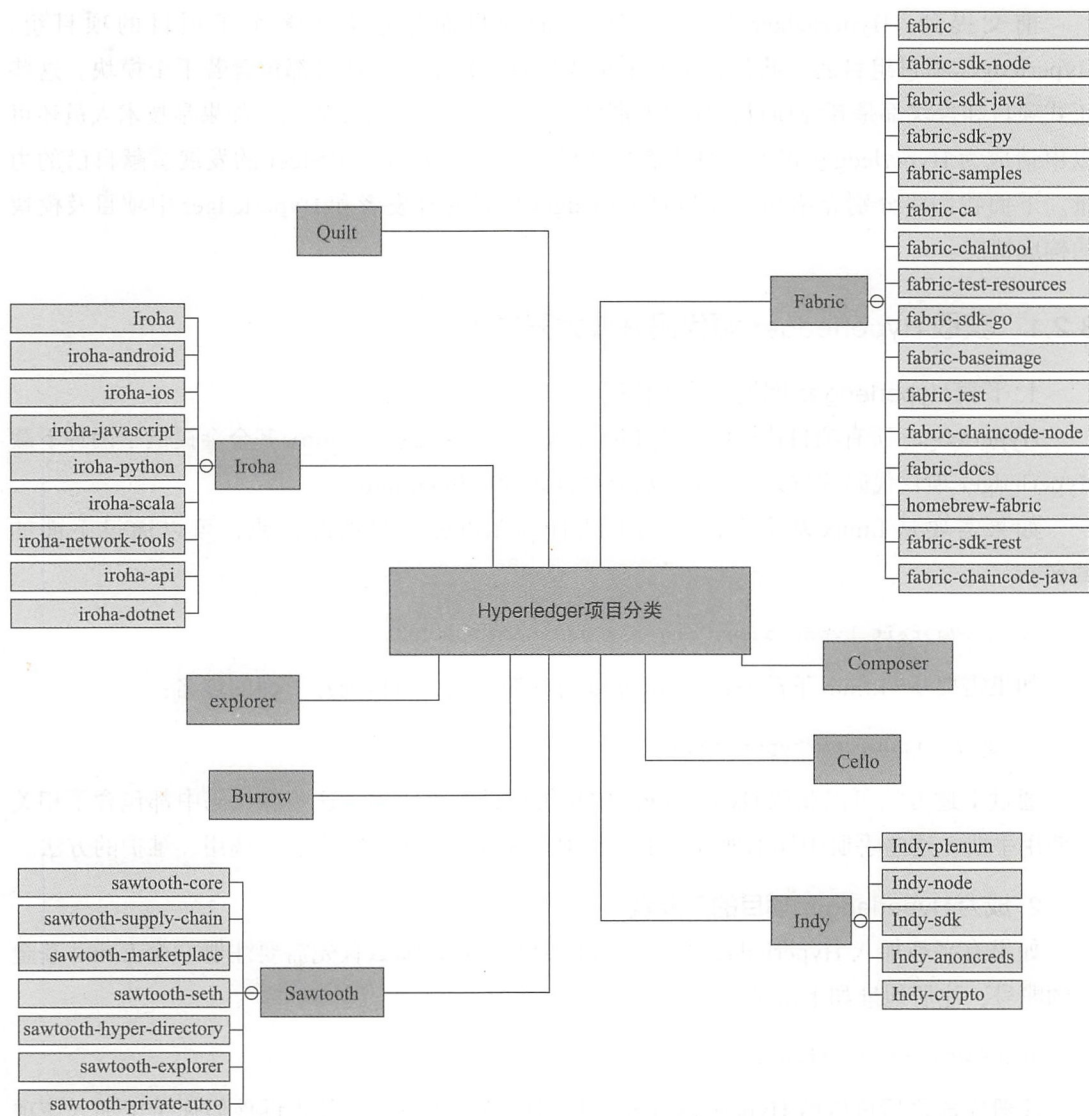 fabric
fabric-sdk-node
fabric-sdk-java
fabric-sdk-py
fabric-samples
fabric-ca
fabric-chalntool
fabric-test-resources
fabric-sdk-go
fabric-baseimage
fabric-test
fabric-chaincode-node
fabric-docs
homebrew-fabric
fabric-sdk-rest
fabric-chaincode-java
Fabric
Quilt
Iroha
iroha-android
iroha-ios
iroha-javascript
iroha-python
iroha-scala
iroha-network-tools
iroha-api
iroha-dotnet
Iroha
Hyperledger项目分类
Composer
explorer
Cello
Burrow
Indy-plenum
Indy-node
Indy-sdk
Indy-anoncreds
Indy-crypto
Indy
sawtooth-core
sawtooth-supply-chain
sawtooth-marketplace
sawtooth-seth
sawtooth-hyper-directory
sawtooth-explorer
sawtooth-private-utxo
Sawtooth